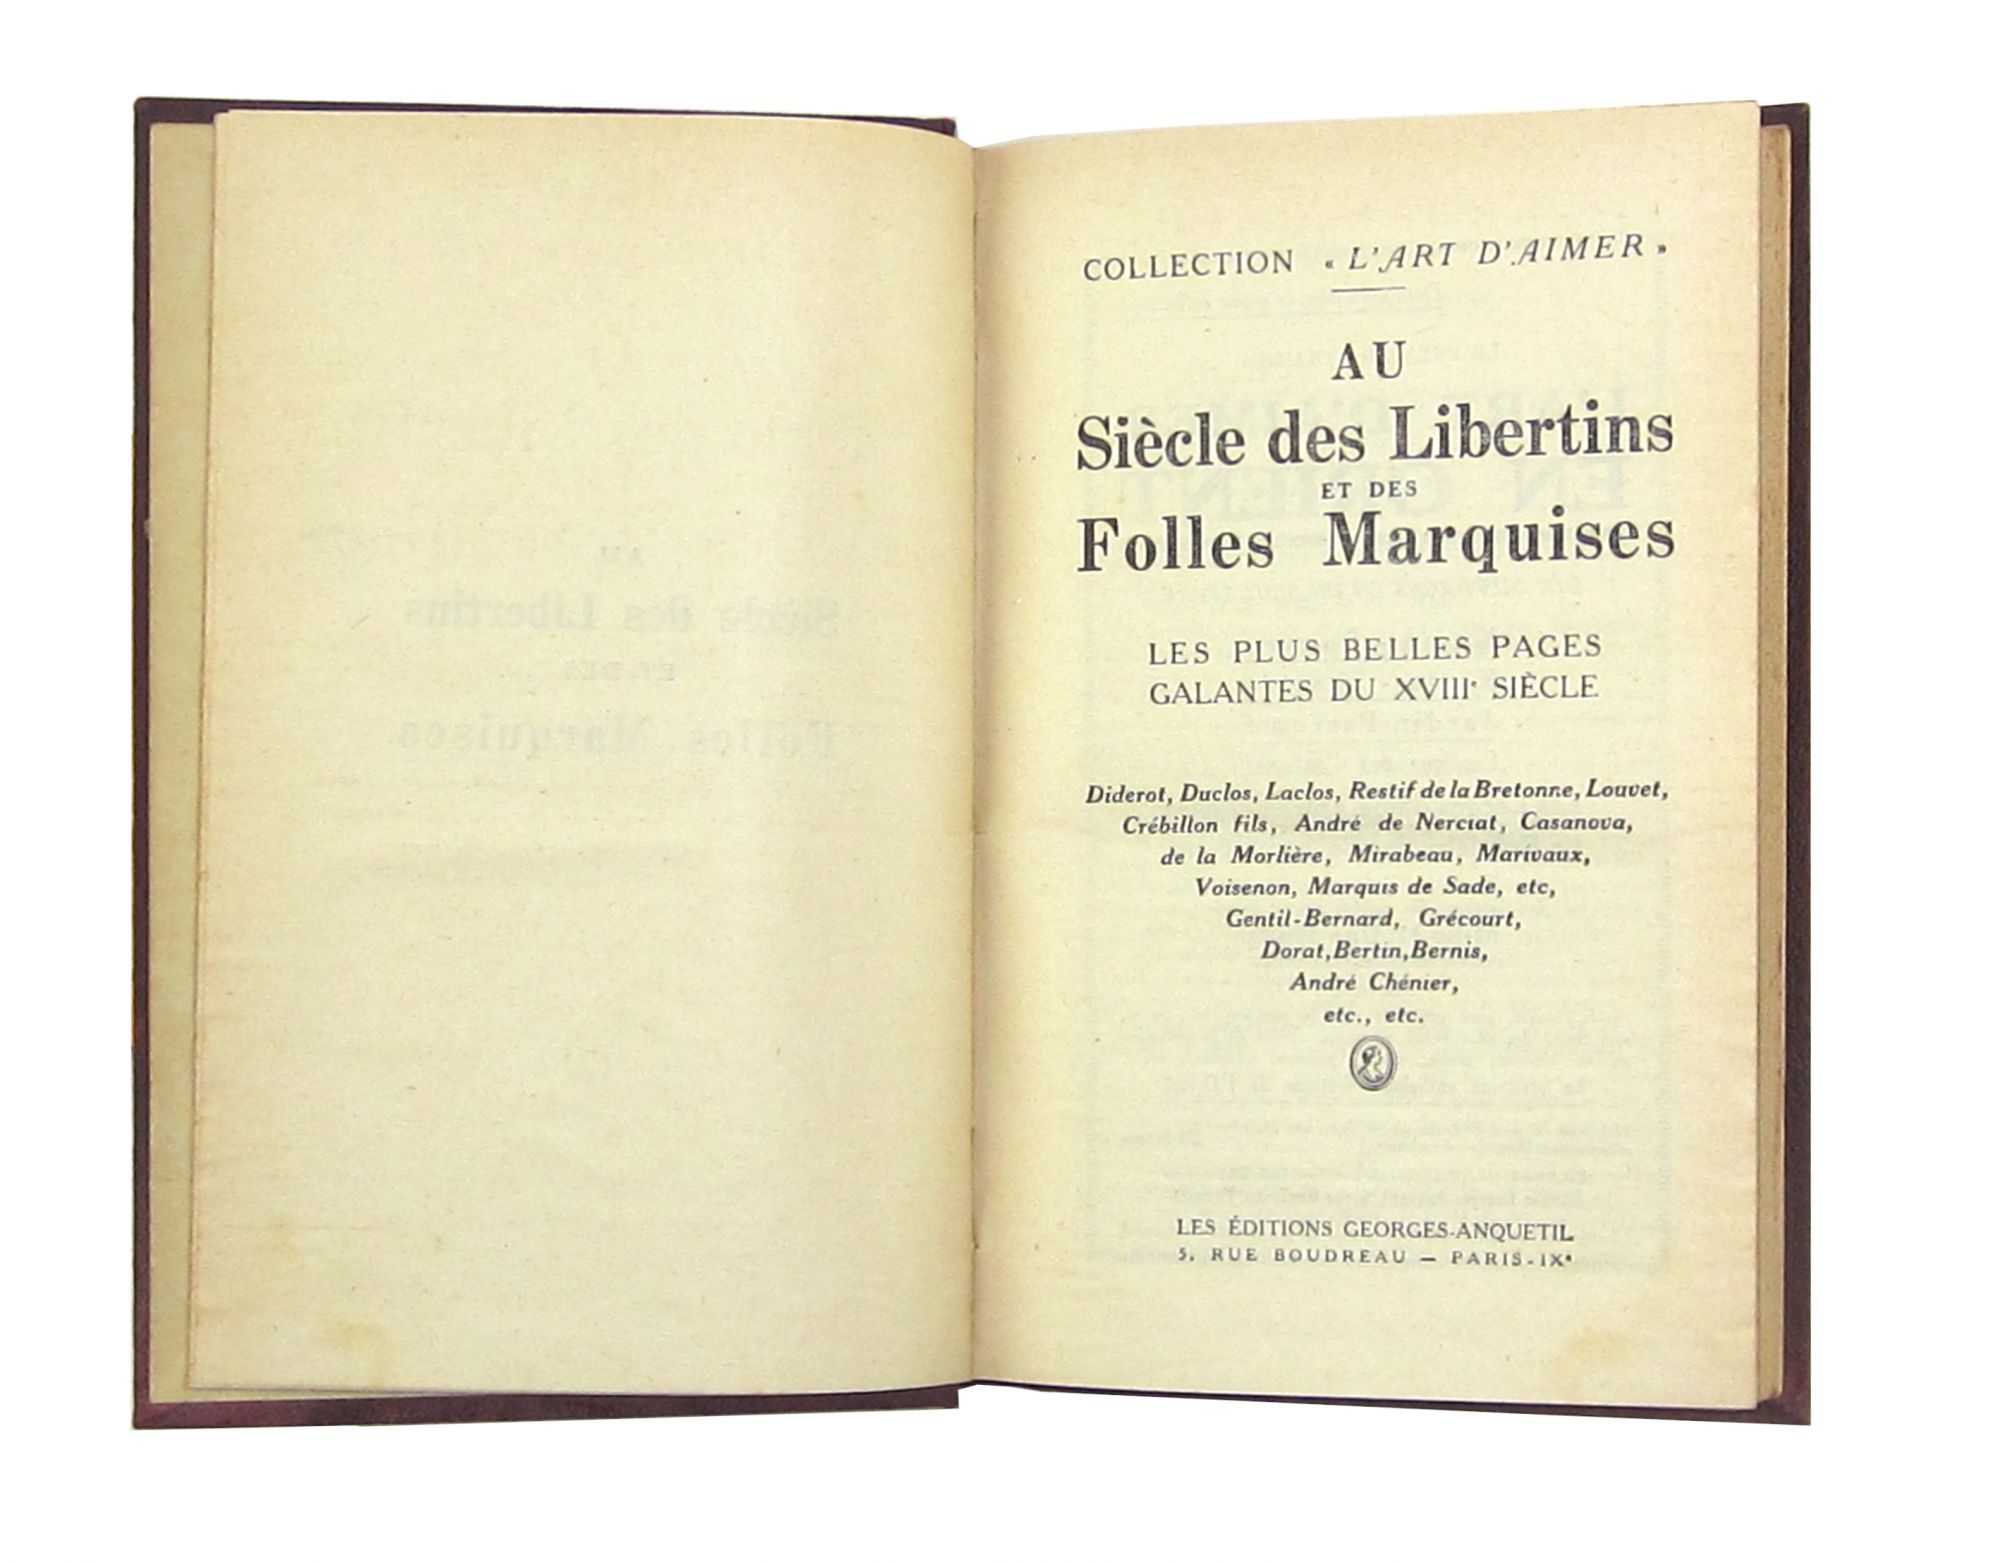 COLLECTION « L'ART D'AIMER »
AU
Siècle des Libertins
ET DES
Folles Marquises
LES PLUS BELLES PAGES
GALANTES DU XVIIIe SIÈCLE
Diderot, Duclos, Laclos, Restif de la Bretonne, Louvet,
Crébillon fils, André de Nerciat, Casanova,
de la Morlière, Mirabeau, Marivaux,
Voisenon, Marquis de Sade, etc,
Gentil-Bernard, Grécourt,
Dorat, Bertin, Bernis,
André Chénier,
etc., etc.
LES ÉDITIONS GEORGES-ANQUETIL
5, RUE BOUDREAU — PARIS-IXe